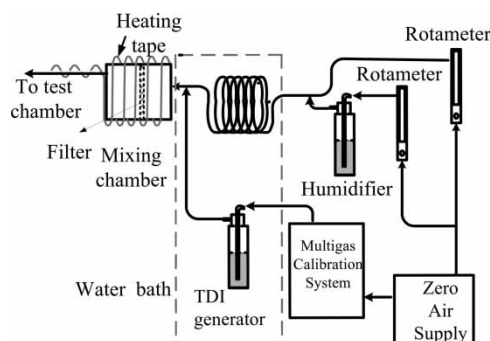 Heating
tape
Rotameter
Rotameter
To test
chamber
Filter
Mixing
chamber
Humidifier
Water bath
TDI
generator
Multigas
Calibration
System
Zero
Air
Supply